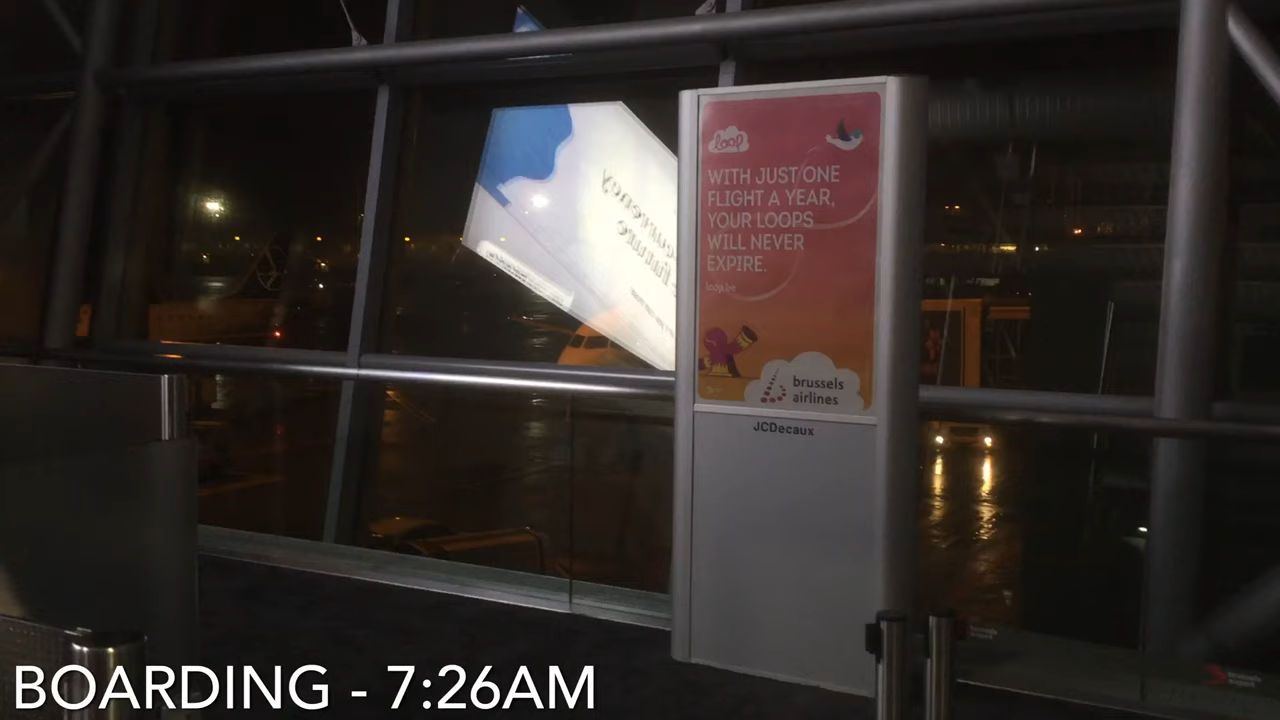 loop
WITH JUST ONE
FLIGHT A YEAR,
YOUR LOOPS
WILL NEVER
EXPIRE.
loop.be
brussels
airlines
JCDecaux
BOARDING - 7:26AM